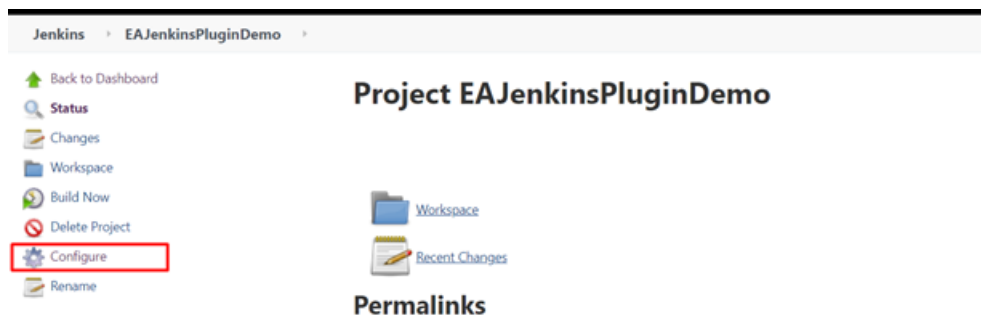 Jenkins EAJenkinsPluginDemo
Back to Dashboard
Status
Changes
Workspace
Build Now
Delete Project
Configure
Rename
Project EAJenkinsPluginDemo
Workspace
Recent Changes
Permalinks